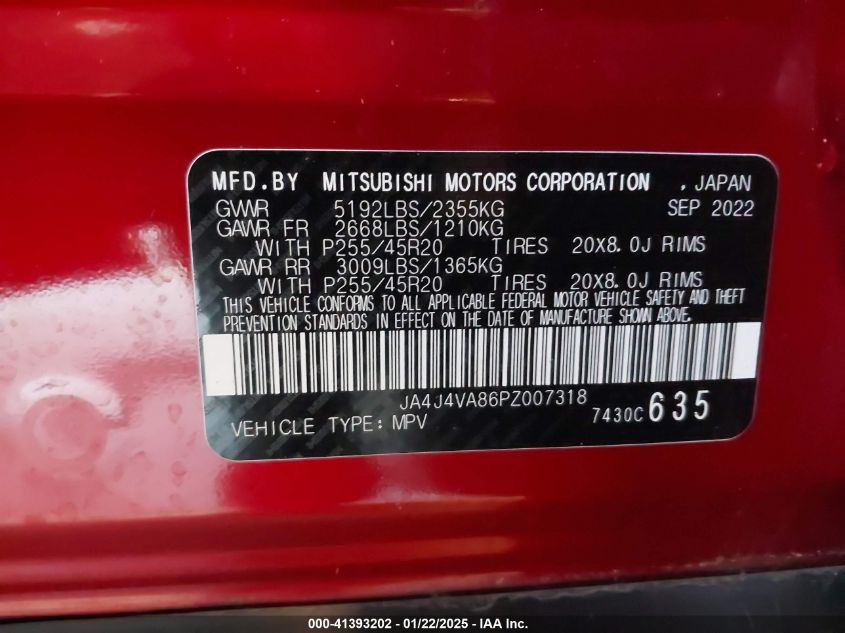 MFD.BY MITSUBISHI MOTORS CORPORATION , JAPAN
GVWR 5192LBS/2355KG SEP 2022
GAWR FR 2668LBS/1210KG
WITH P255/45R20 TIRES 20X8.0J RIMS
GAWR RR 3009LBS/1365KG
WITH P255/45R20 TIRES 20X8.0J RIMS
THIS VEHICLE CONFORMS TO ALL APPLICABLE FEDERAL MOTOR VEHICLE SAFETY AND THEFT
PREVENTION STANDARDS IN EFFECT ON THE DATE OF MANUFACTURE SHOWN ABOVE.
JA4J4VA86PZ007318
VEHICLE TYPE: MPV 7430C 635
000-41393202 - 01/22/2025 - IAA Inc.